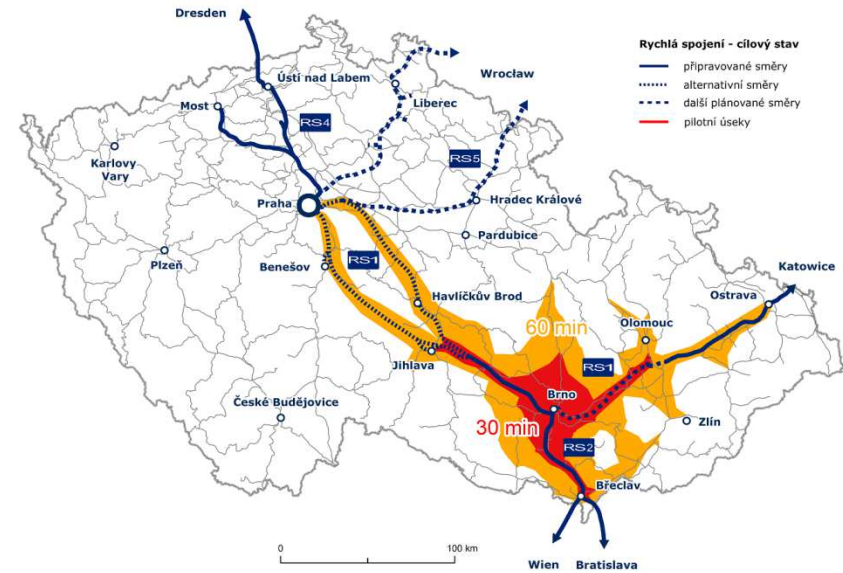 Dresden
Rychlá spojení - cílový stav
připravované směry
alternativní směry
další plánované směry
pilotní úseky
Ústí nad Labem
Wrocław
Most
Liberec
RS4
RS5
Karlovy
Vary
Praha
Hradec Králové
Pardubice
Plzeň
Benešov
RS1
Katowice
Havlíčkův Brod
Ostrava
60 min
Olomouc
Jihlava
RS1
Brno
České Budějovice
30 min
Zlín
RS2
Břeclav
0
100 km
Wien
Bratislava